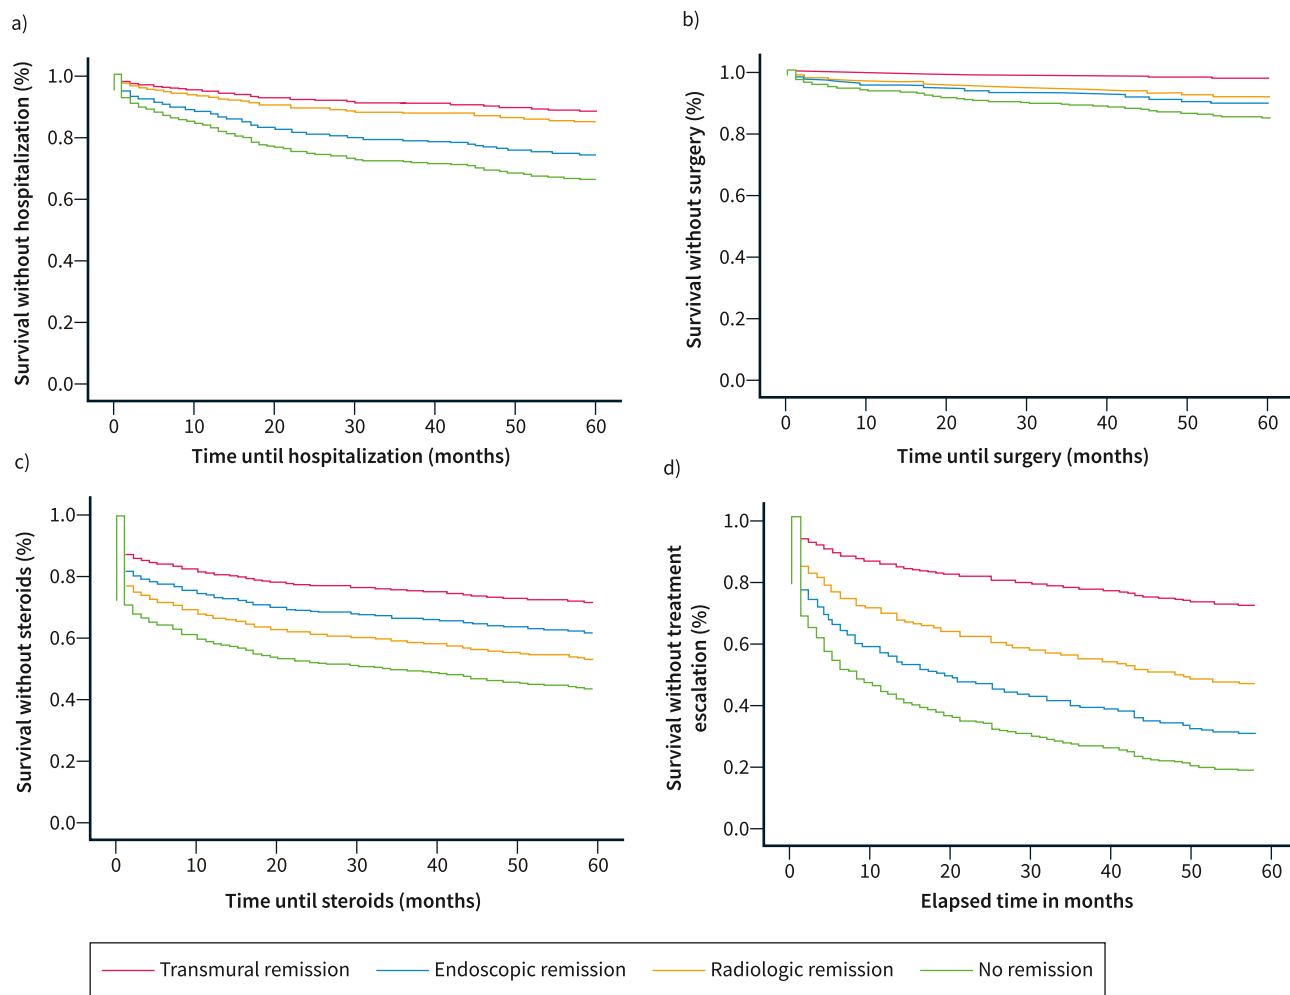 a)
Survival without hospitalization (%)
1.0
0.8
0.6
0.4
0.2
0.0
0 10 20 30 40 50 60
Time until hospitalization (months)
b)
Survival without surgery (%)
1.0
0.8
0.6
0.4
0.2
0.0
0 10 20 30 40 50 60
Time until surgery (months)
c)
Survival without steroids (%)
1.0
0.8
0.6
0.4
0.2
0.0
0 10 20 30 40 50 60
Time until steroids (months)
d)
Survival without treatment
escalation (%)
1.0
0.8
0.6
0.4
0.2
0.0
0 10 20 30 40 50 60
Elapsed time in months
Transmural remission Endoscopic remission Radiologic remission No remission